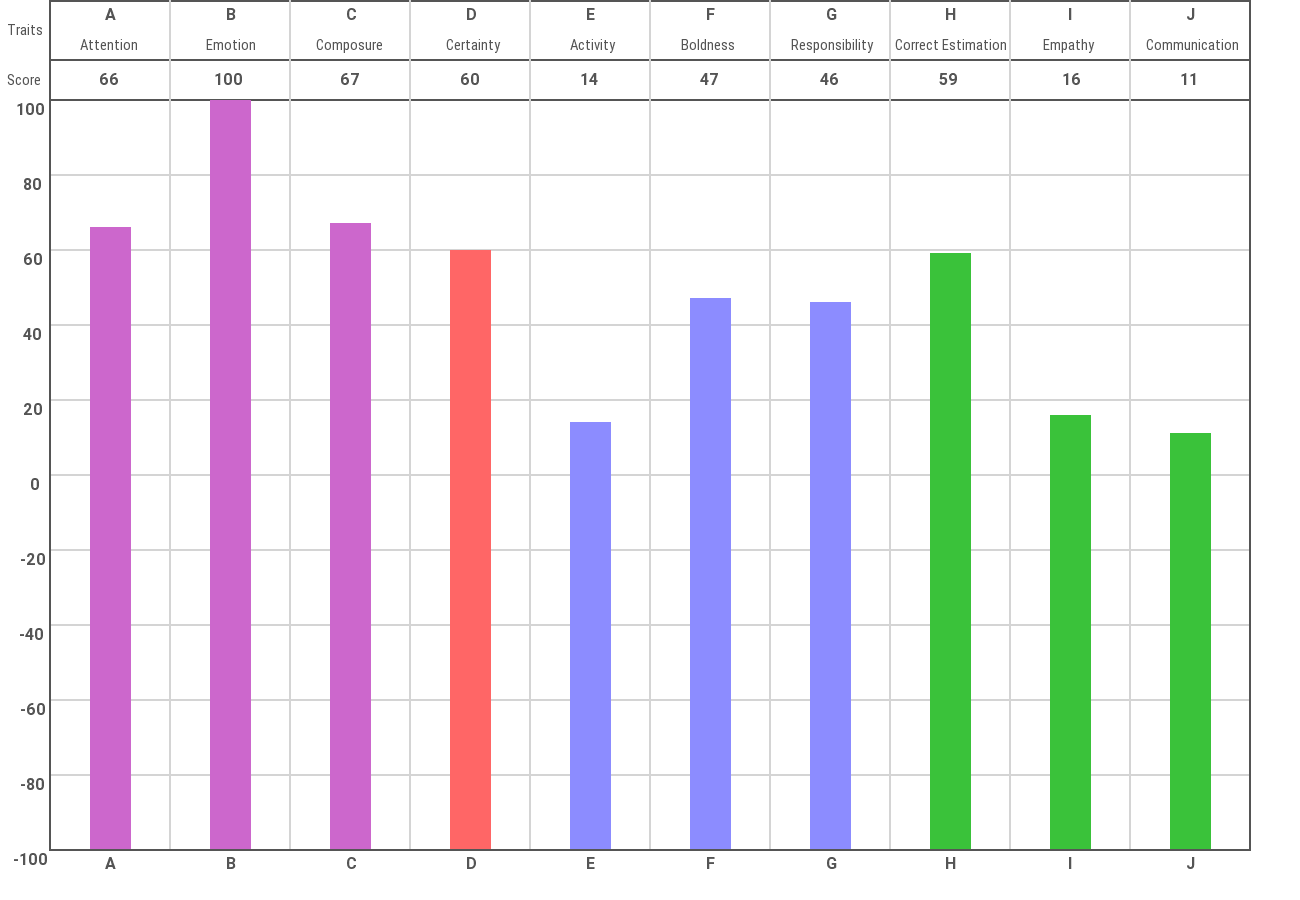 A B C D E F G H I J
Traits
Attention Emotion Composure Certainty Activity Boldness Responsibility Correct Estimation Empathy Communication
Score 66 100 67 60 14 47 46 59 16 11
100
80
60
40
20
0
-20
-40
-60
-80
-100
A B C D E F G H I J